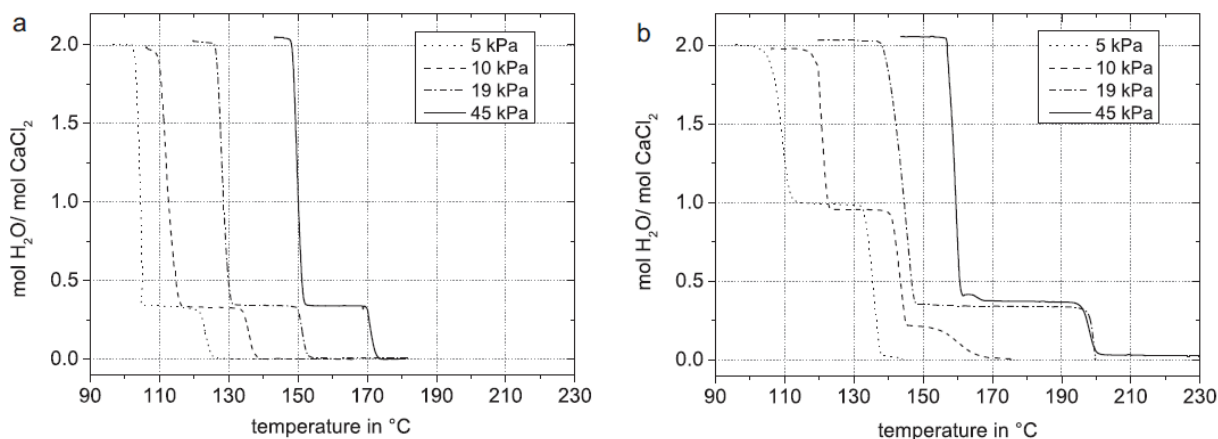 a
2.0
1.5
1.0
0.5
0.0
mol H₂O/ mol CaCl₂
5 kPa
10 kPa
19 kPa
45 kPa
90 110 130 150 170 190 210 230
temperature in °C
b
2.0
1.5
1.0
0.5
0.0
mol H₂O/ mol CaCl₂
5 kPa
10 kPa
19 kPa
45 kPa
90 110 130 150 170 190 210 230
temperature in °C